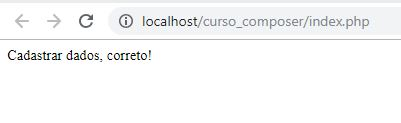 localhost/curso_composer/index.php
Cadastrar dados, correto!